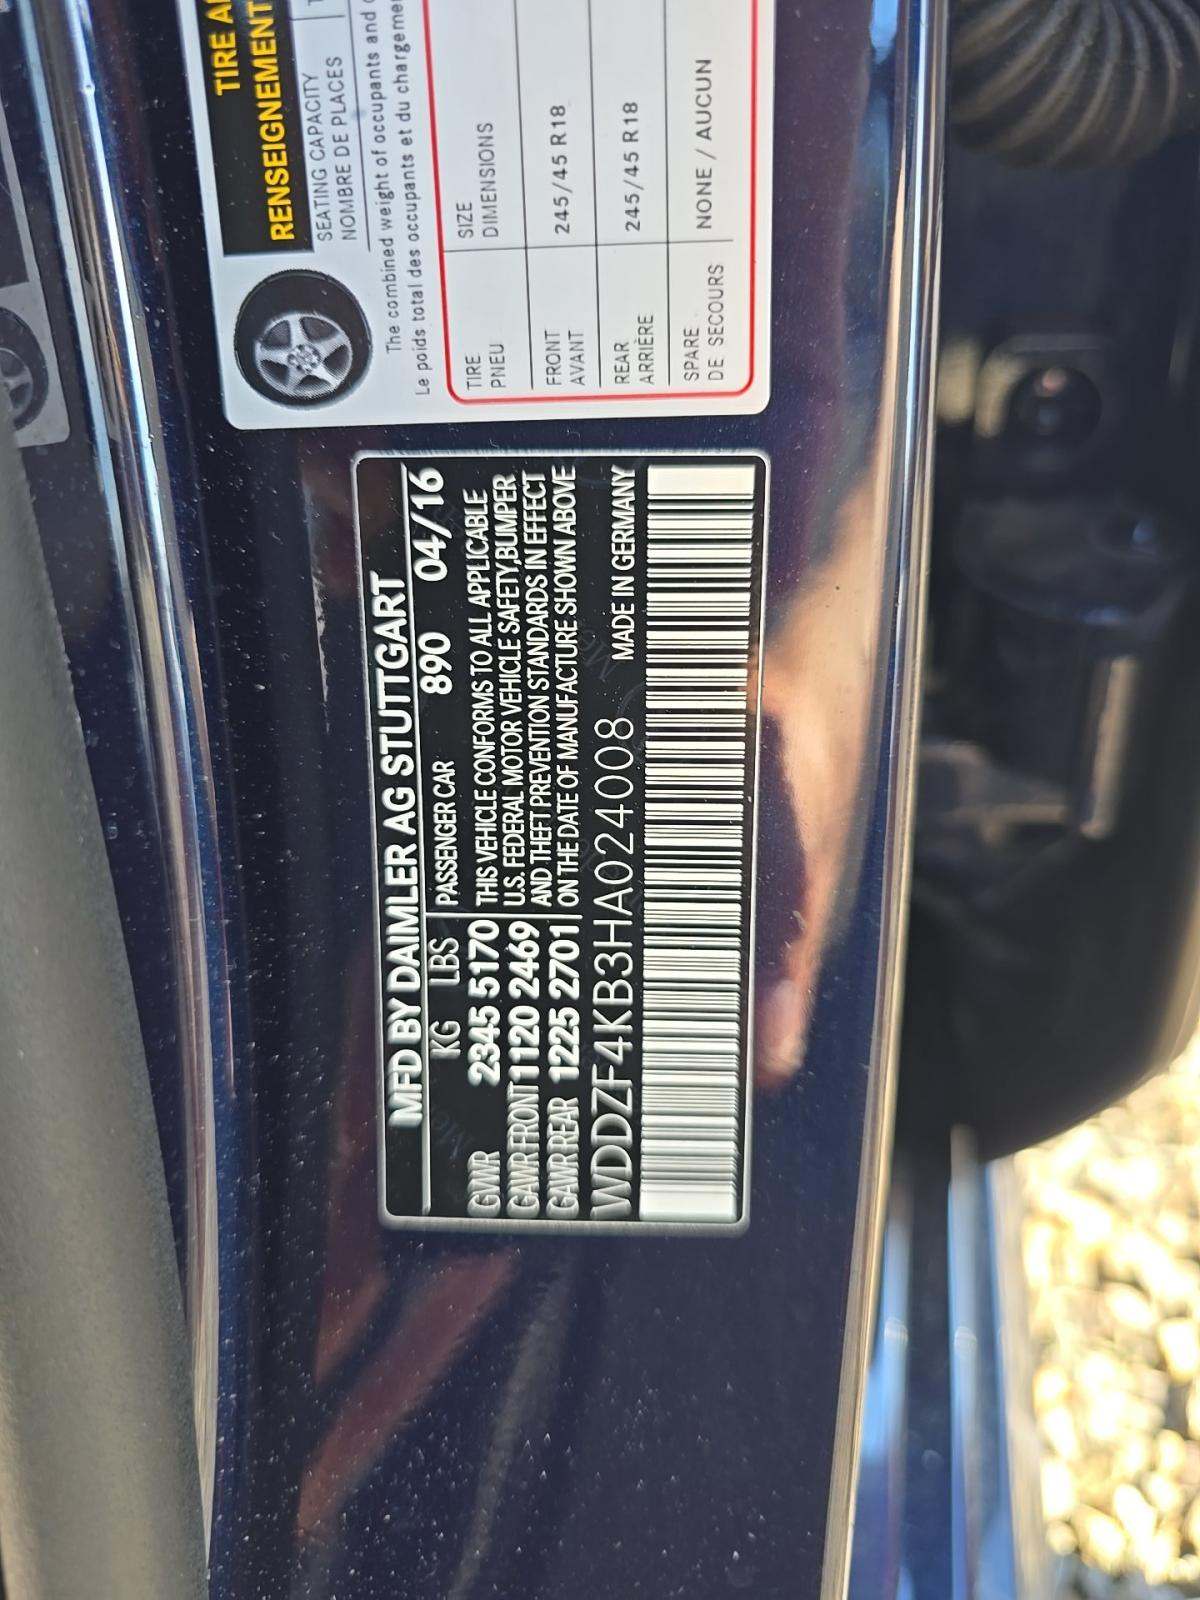 TIRE
RENSEIGNEMENT
SEATING CAPACITY
NOMBRE DE PLACES
The combined weight of occupants and
Le poids total des occupants et du
TIRE SIZE
PNEU DIMENSIONS
FRONT 245/45 R18
AVANT
REAR 245/45 R18
ARRIÈRE
SPARE NONE / AUCUN
DE SECOURS
MFD BY DAIMLER AG STUTTGART
KG LBS PASSENGER CAR 890 04/16
GVWR 2345 5170 THIS VEHICLE CONFORMS TO ALL APPLICABLE
GAWR FRONT 1120 2469 U.S. FEDERAL MOTOR VEHICLE SAFETY, BUMPER
GAWR REAR 1225 2701 AND THEFT PREVENTION STANDARDS IN EFFECT
ON THE DATE OF MANUFACTURE SHOWN ABOVE
WDDZF4KB3HA024008 MADE IN GERMANY